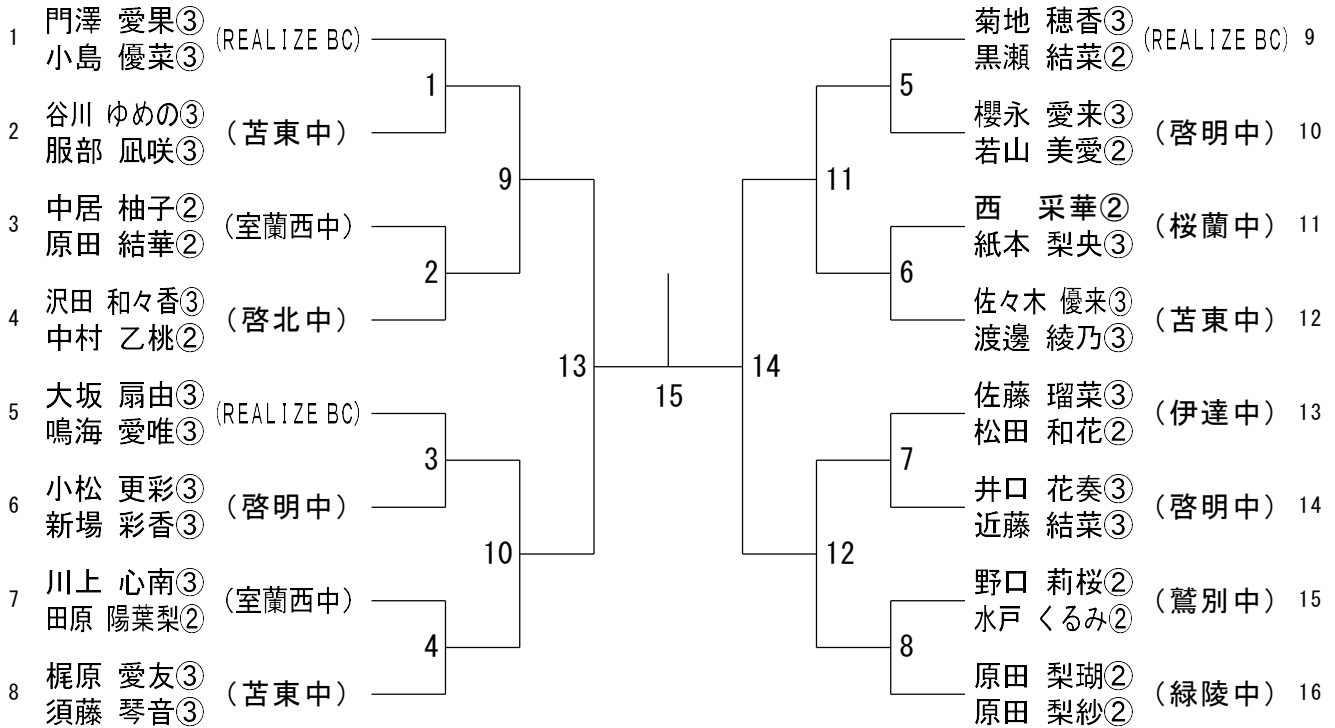 1 門澤 愛果③ (REALIZE BC)
小島 優菜③
2 谷川 ゆめの③ (苫東中)
服部 凪咲③
3 中居 柚子② (室蘭西中)
原田 結華②
4 沢田 和々香③ (啓北中)
中村 乙桃②
5 大坂 扇由③ (REALIZE BC)
鳴海 愛唯③
6 小松 更彩③ (啓明中)
新場 彩香③
7 川上 心南③ (室蘭西中)
田原 陽葉梨②
8 梶原 愛友③ (苫東中)
須藤 琴音③
1
2
3
4
9
10
13
15
14
11
12
5
6
7
8
菊地 穂香③ (REALIZE BC) 9
黒瀬 結菜②
櫻永 愛来③ (啓明中) 10
若山 美愛②
西 采華② (桜蘭中) 11
紙本 梨央③
佐々木 優来③ (苫東中) 12
渡邊 綾乃③
佐藤 瑠菜③ (伊達中) 13
松田 和花②
井口 花奏③ (啓明中) 14
近藤 結菜③
野口 莉桜② (鷲別中) 15
水戸 くるみ②
原田 梨瑚② (緑陵中) 16
原田 梨紗②